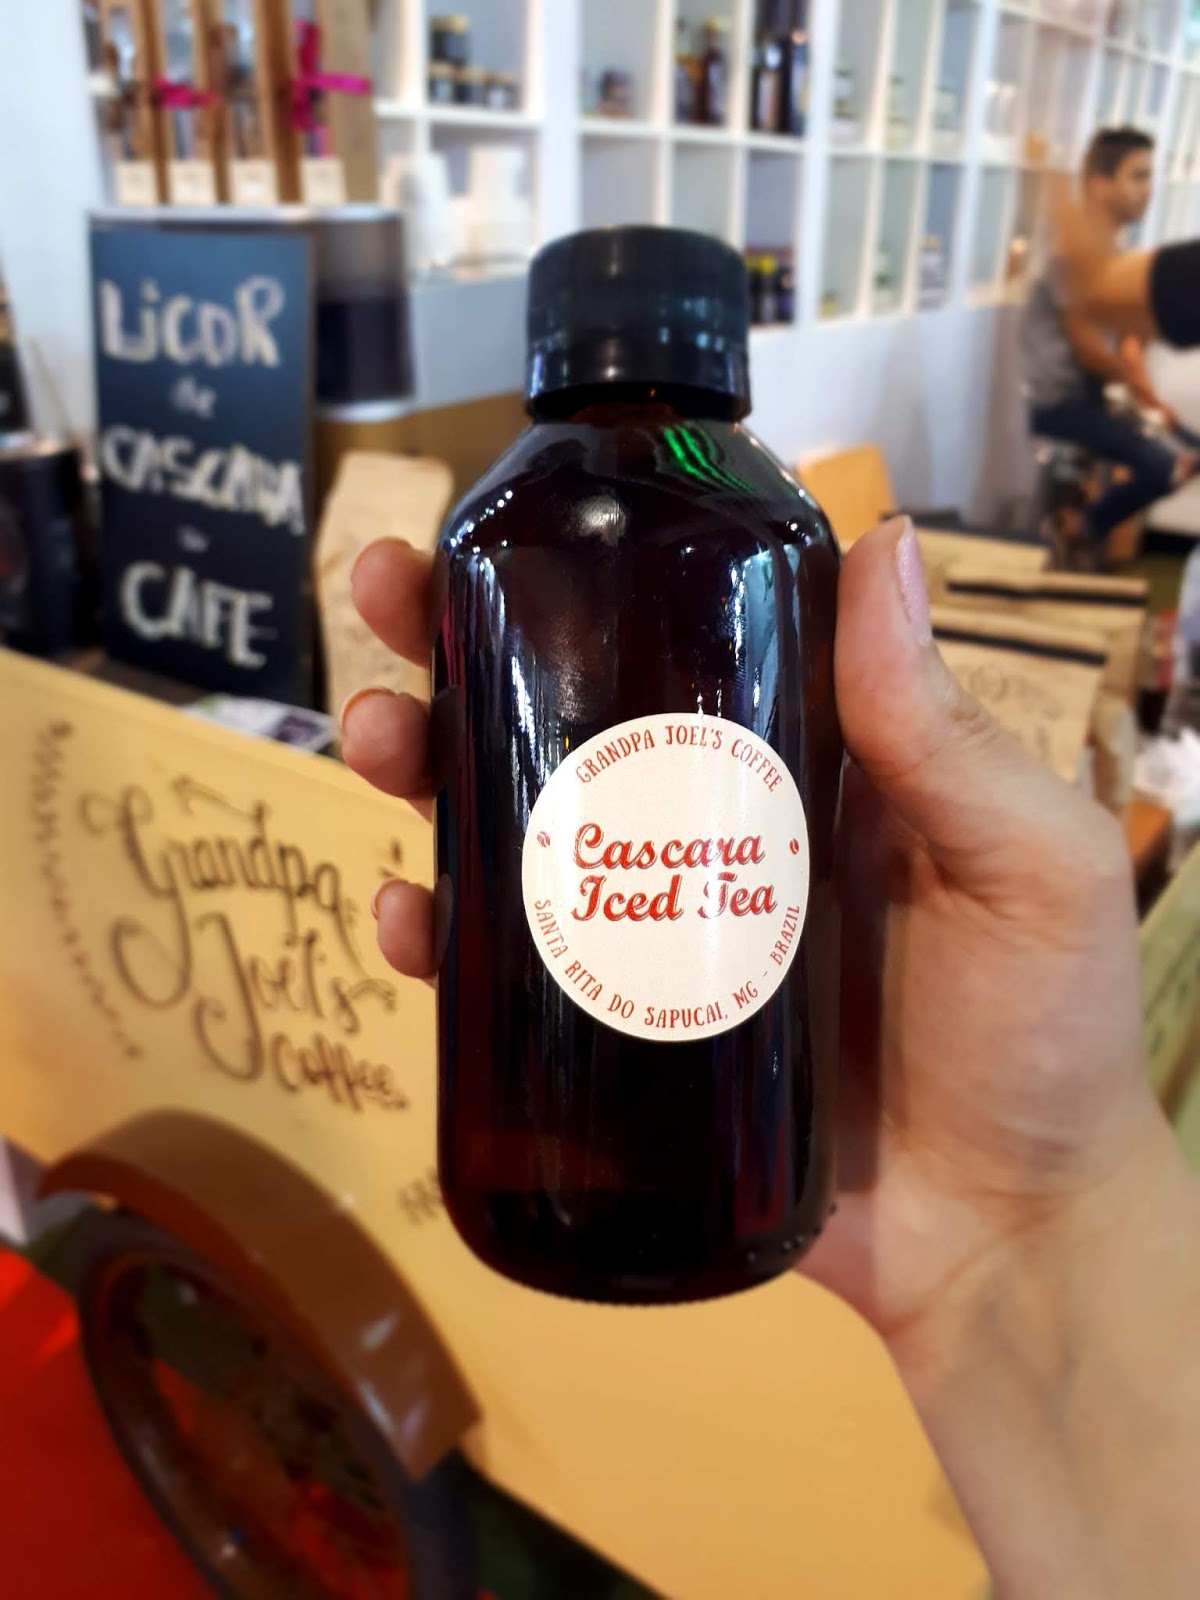 LiCOR
de
CASCARA
CAFE
GRANDPA JOEL'S COFFEE
Cascara
Iced Tea
SANTA RITA DO SAPUCAI, MG - BRAZIL
Grandpa
Joel's
coffee